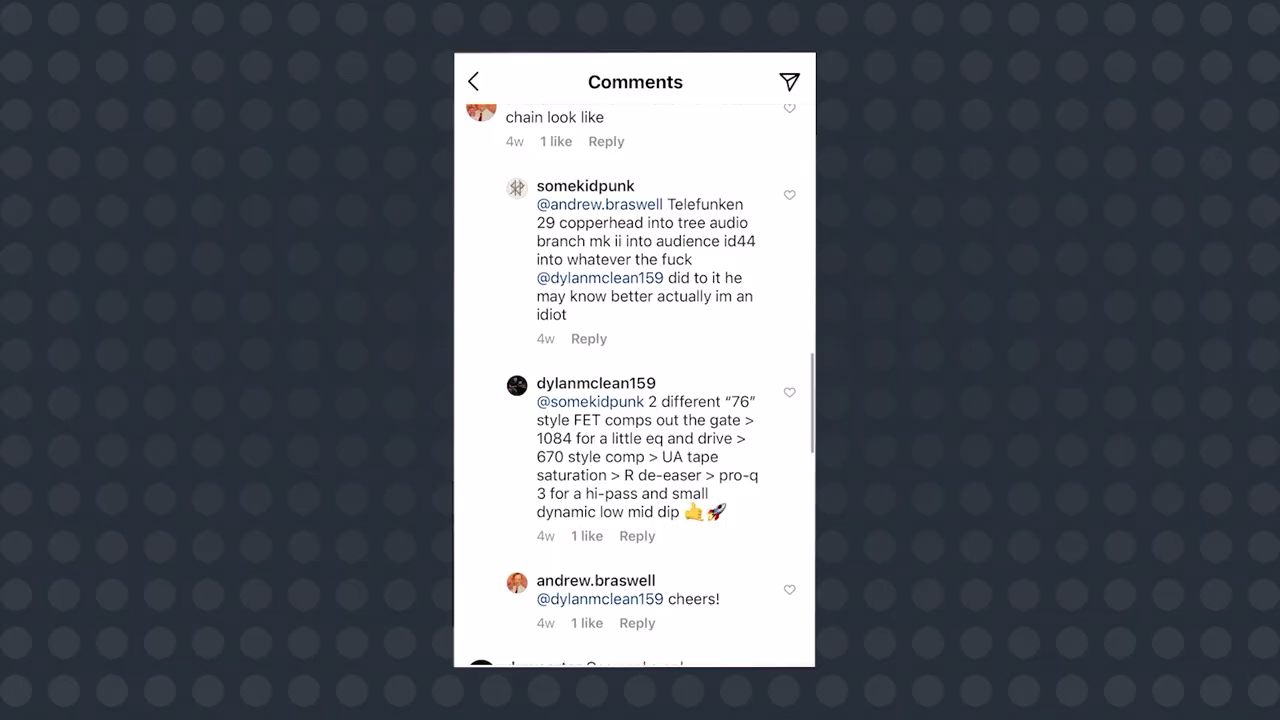 Comments
chain look like
4w 1 like Reply
somekidpunk
@andrew.braswell Telefunken
29 copperhead into tree audio
branch mk ii into audience id44
into whatever the fuck
@dylanmclean159 did to it he
may know better actually im an
idiot
4w Reply
dylanmclean159
@somekidpunk 2 different “76”
style FET comps out the gate >
1084 for a little eq and drive >
670 style comp > UA tape
saturation > R de-easer > pro-q
3 for a hi-pass and small
dynamic low mid dip 🤙🚀
4w 1 like Reply
andrew.braswell
@dylanmclean159 cheers!
4w 1 like Reply